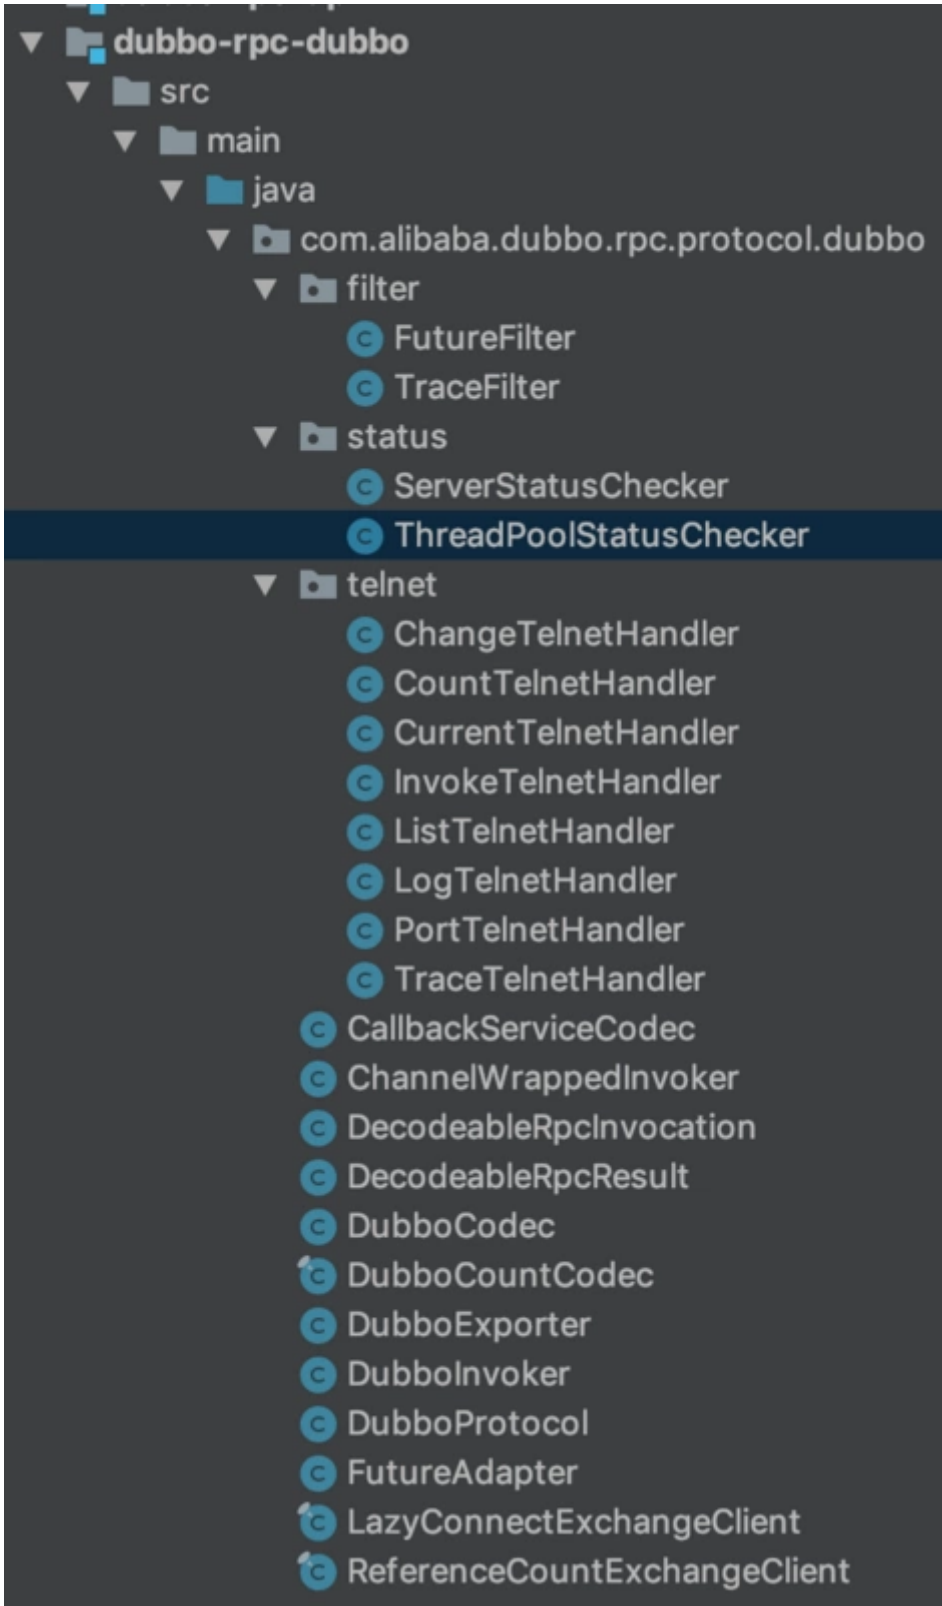 dubbo-rpc-dubbo
src
main
java
com.alibaba.dubbo.rpc.protocol.dubbo
filter
FutureFilter
TraceFilter
status
ServerStatusChecker
ThreadPoolStatusChecker
telnet
ChangeTelnetHandler
CountTelnetHandler
CurrentTelnetHandler
InvokeTelnetHandler
ListTelnetHandler
LogTelnetHandler
PortTelnetHandler
TraceTelnetHandler
CallbackServiceCodec
ChannelWrappedInvoker
DecodeableRpcInvocation
DecodeableRpcResult
DubboCodec
DubboCountCodec
DubboExporter
DubboInvoker
DubboProtocol
FutureAdapter
LazyConnectExchangeClient
ReferenceCountExchangeClient